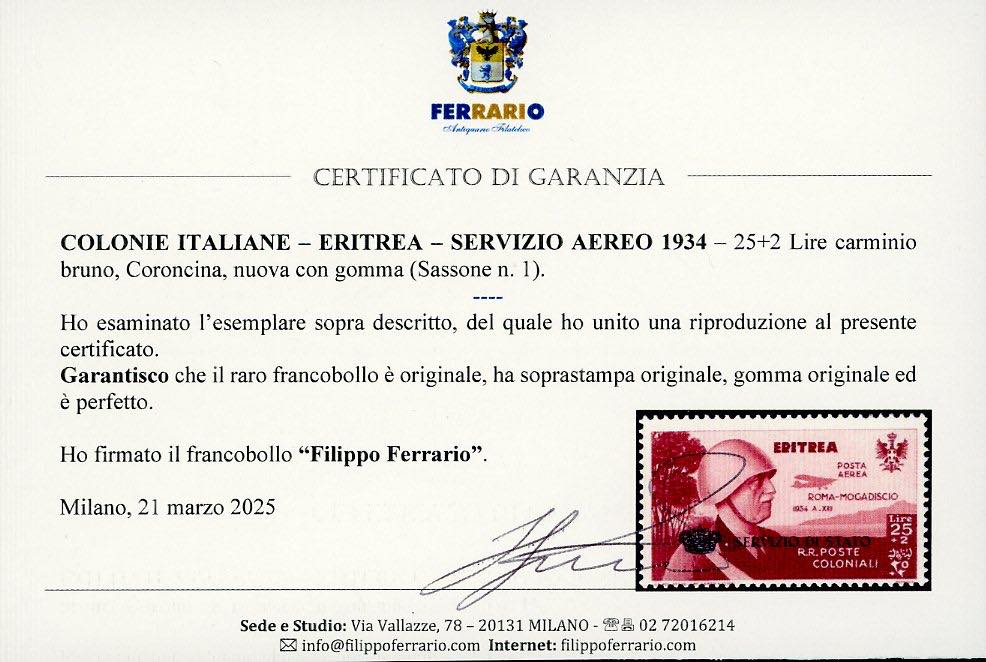 FERRARIO
Antiquario Filatelico
CERTIFICATO DI GARANZIA
COLONIE ITALIANE – ERITREA – SERVIZIO AEREO 1934 – 25+2 Lire carminio
bruno, Coroncina, nuova con gomma (Sassone n. 1).
----
Ho esaminato l’esemplare sopra descritto, del quale ho unito una riproduzione al presente
certificato.
Garantisco che il raro francobollo è originale, ha soprastampa originale, gomma originale ed
è perfetto.
Ho firmato il francobollo “Filippo Ferrario”.
Milano, 21 marzo 2025
ERITREA
POSTA
AEREA
ROMA-MOGADISCIO
1934 A.XII
Lire
25
+2
SERVIZIO DI STATO
R.R.POSTE
COLONIALI
Sede e Studio: Via Vallazze, 78 – 20131 MILANO - 02 72016214
info@filippoferrario.com Internet: filippoferrario.com